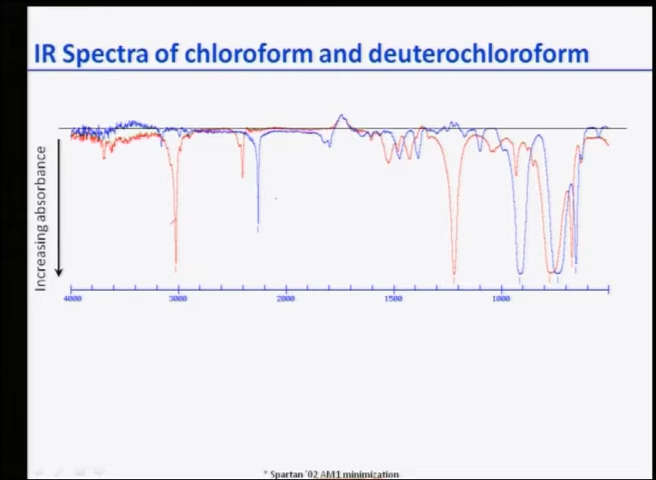 IR Spectra of chloroform and deuterochloroform
Increasing absorbance
4000 3000 2000 1500 1000
* Spartan '02 AM1 minimization